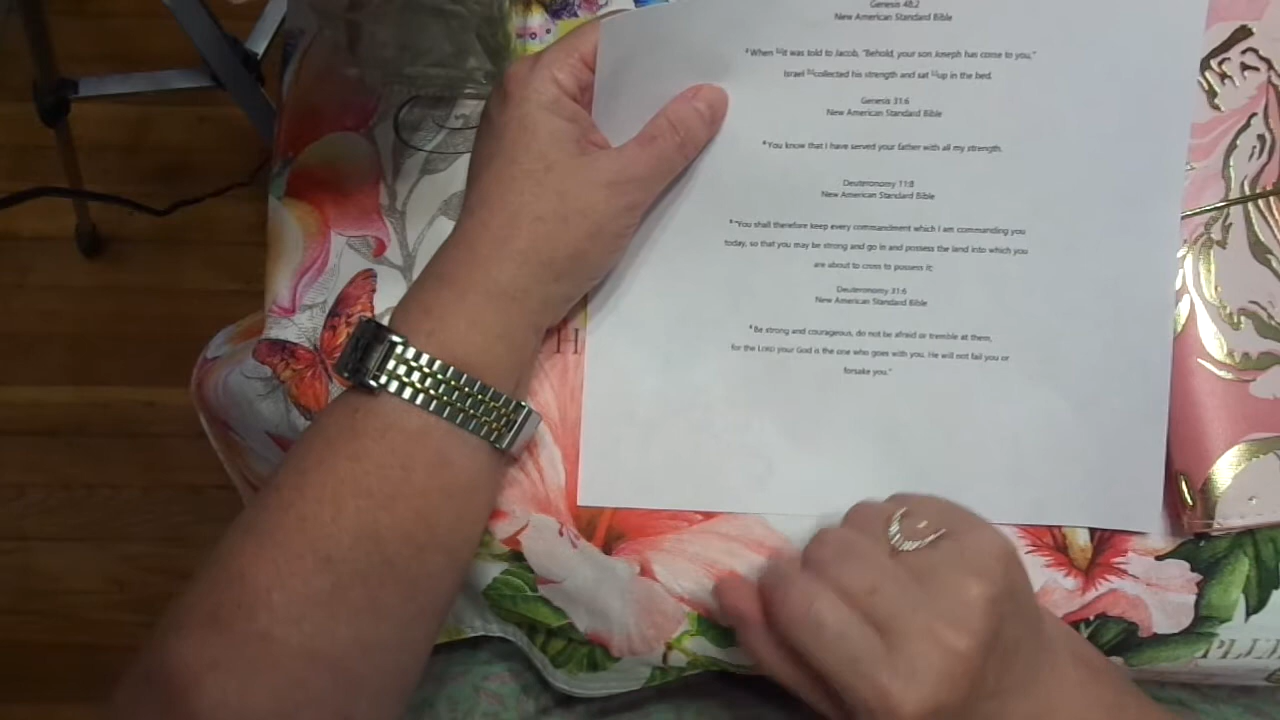 Genesis 48:2
New American Standard Bible
2 When [a]it was told to Jacob, "Behold, your son Joseph has come to you,"
Israel [b]collected his strength and sat [c]up in the bed.
Genesis 31:6
New American Standard Bible
6 You know that I have served your father with all my strength.
Deuteronomy 11:8
New American Standard Bible
8 "You shall therefore keep every commandment which I am commanding you
today, so that you may be strong and go in and possess the land into which you
are about to cross to possess it;
Deuteronomy 31:6
New American Standard Bible
6 Be strong and courageous, do not be afraid or tremble at them,
for the LORD your God is the one who goes with you. He will not fail you or
forsake you."
H